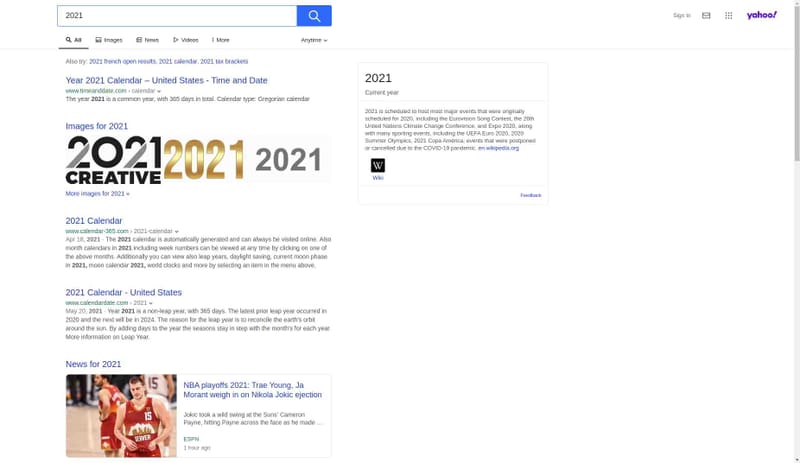 2021
Sign in
yahoo!
All
Images
News
Videos
More
Anytime
Also try: 2021 french open results, 2021 calendar, 2021 tax brackets
Year 2021 Calendar – United States - Time and Date
www.timeanddate.com › calendar
The year 2021 is a common year, with 365 days in total. Calendar type: Gregorian calendar
Images for 2021
2021
CREATIVE
2021
2021
More images for 2021 »
2021 Calendar
www.calendar-365.com › 2021-calendar
Apr 18, 2021 · The 2021 calendar is automatically generated and can always be visited online. Also
month calendars in 2021 including week numbers can be viewed at any time by clicking on one of
the above months. Additionally you can view also leap years, daylight saving, current moon phase
in 2021, moon calendar 2021, world clocks and more by selecting an item in the menu above.
2021 Calendar - United States
www.calendardate.com › 2021
May 20, 2021 · Year 2021 is a non-leap year, with 365 days. The latest prior leap year occurred in
2020 and the next will be in 2024. The reason for the leap year is to reconcile the earth's orbit
around the sun. By adding days to the year the seasons stay in step with the month's for each year.
More information on Leap Year.
News for 2021
15
DENVER
NBA playoffs 2021: Trae Young, Ja
Morant weigh in on Nikola Jokic ejection
Jokic took a wild swing at the Suns' Cameron
Payne, hitting Payne across the face as he made ...
ESPN
1 hour ago
2021
Current year
2021 is scheduled to host most major events that were originally
scheduled for 2020, including the Eurovision Song Contest, the 26th
United Nations Climate Change Conference, and Expo 2020, along
with many sporting events, including the UEFA Euro 2020, 2020
Summer Olympics, 2021 Copa América; events that were postponed
or cancelled due to the COVID-19 pandemic. en.wikipedia.org
W
Wiki
Feedback